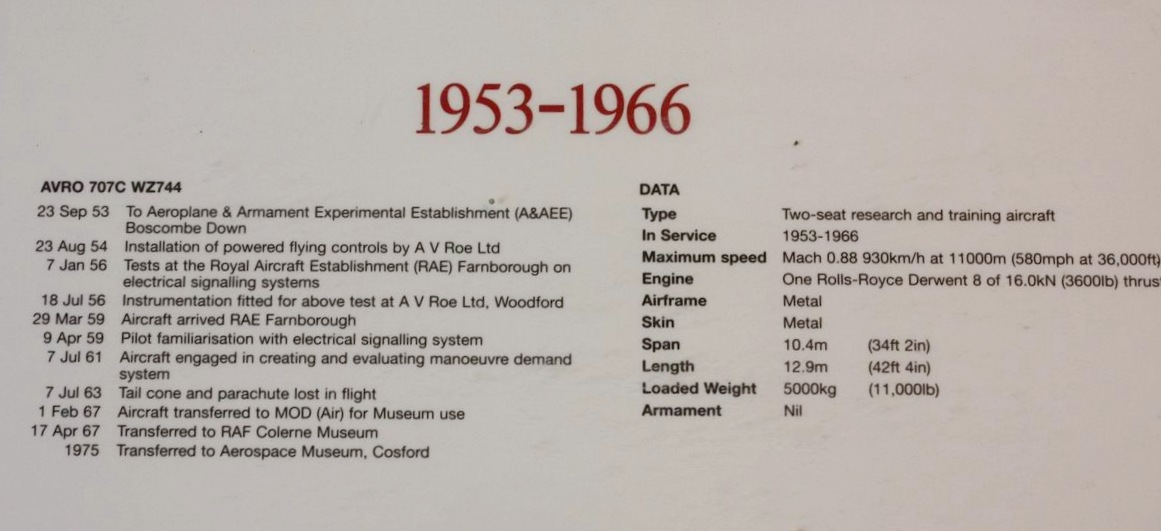 1953-1966
AVRO 707C WZ744
23 Sep 53 To Aeroplane & Armament Experimental Establishment (A&AEE)
Boscombe Down
23 Aug 54 Installation of powered flying controls by A V Roe Ltd
7 Jan 56 Tests at the Royal Aircraft Establishment (RAE) Farnborough on
electrical signalling systems
18 Jul 56 Instrumentation fitted for above test at A V Roe Ltd, Woodford
29 Mar 59 Aircraft arrived RAE Farnborough
9 Apr 59 Pilot familiarisation with electrical signalling system
7 Jul 61 Aircraft engaged in creating and evaluating manoeuvre demand
system
7 Jul 63 Tail cone and parachute lost in flight
1 Feb 67 Aircraft transferred to MOD (Air) for Museum use
17 Apr 67 Transferred to RAF Colerne Museum
1975 Transferred to Aerospace Museum, Cosford
DATA
Type Two-seat research and training aircraft
In Service 1953-1966
Maximum speed Mach 0.88 930km/h at 11000m (580mph at 36,000ft)
Engine One Rolls-Royce Derwent 8 of 16.0kN (3600lb) thrus
Airframe Metal
Skin Metal
Span 10.4m (34ft 2in)
Length 12.9m (42ft 4in)
Loaded Weight 5000kg (11,000lb)
Armament Nil